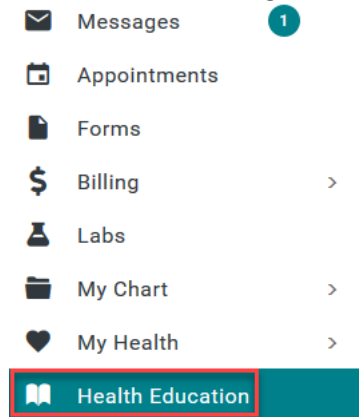 Messages 1
Appointments
Forms
Billing
Labs
My Chart
My Health
Health Education